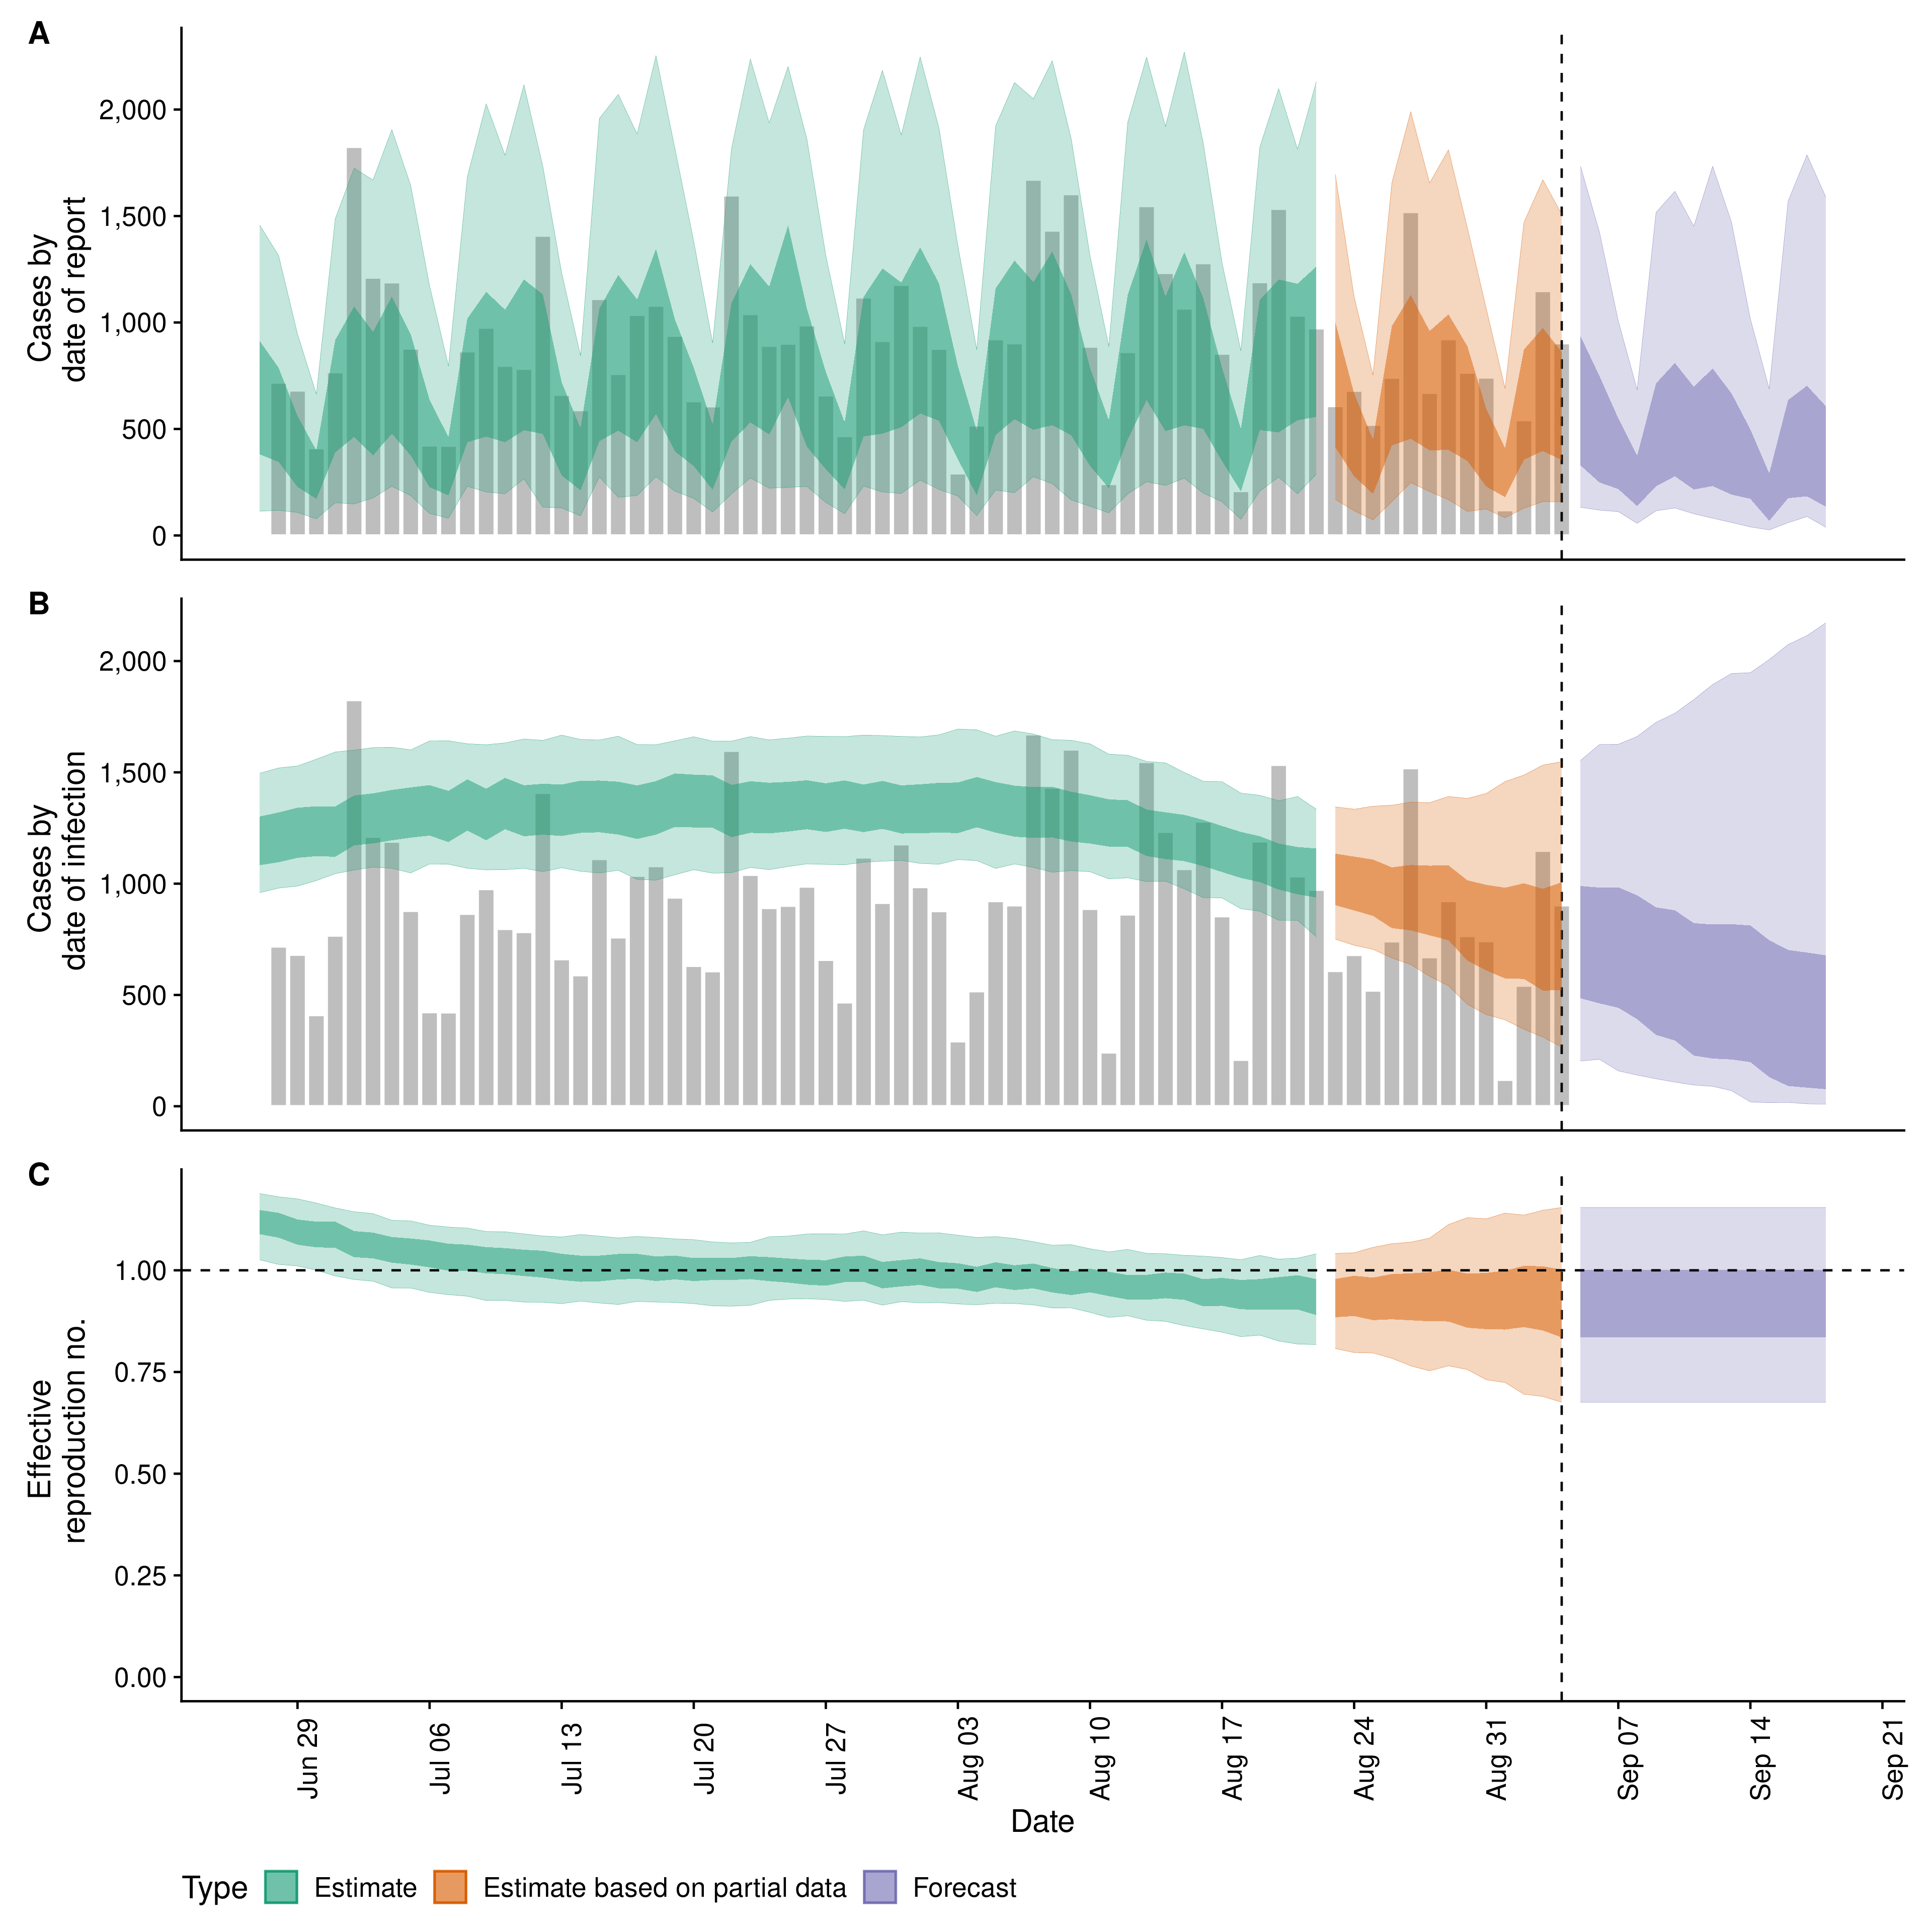 A
Cases by
date of report
2,000
1,500
1,000
500
0
B
Cases by
date of infection
2,000
1,500
1,000
500
0
C
Effective
reproduction no.
1.00
0.75
0.50
0.25
0.00
Jun 29
Jul 06
Jul 13
Jul 20
Jul 27
Aug 03
Aug 10
Aug 17
Aug 24
Aug 31
Sep 07
Sep 14
Sep 21
Date
Type Estimate Estimate based on partial data Forecast